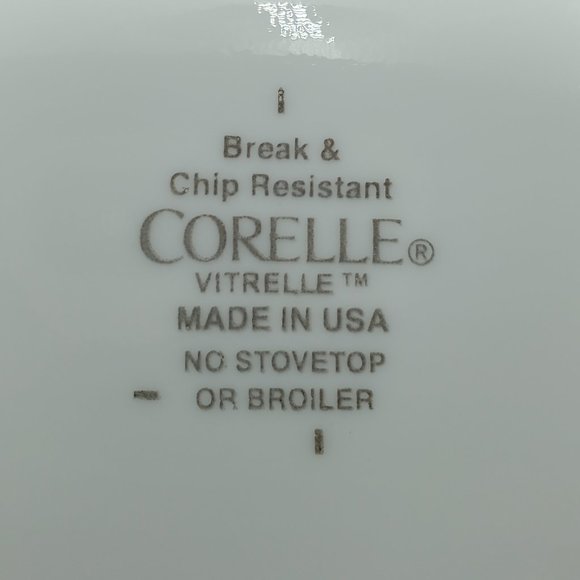 Break &
Chip Resistant
CORELLE®
VITRELLE™
MADE IN USA
NO STOVETOP
OR BROILER